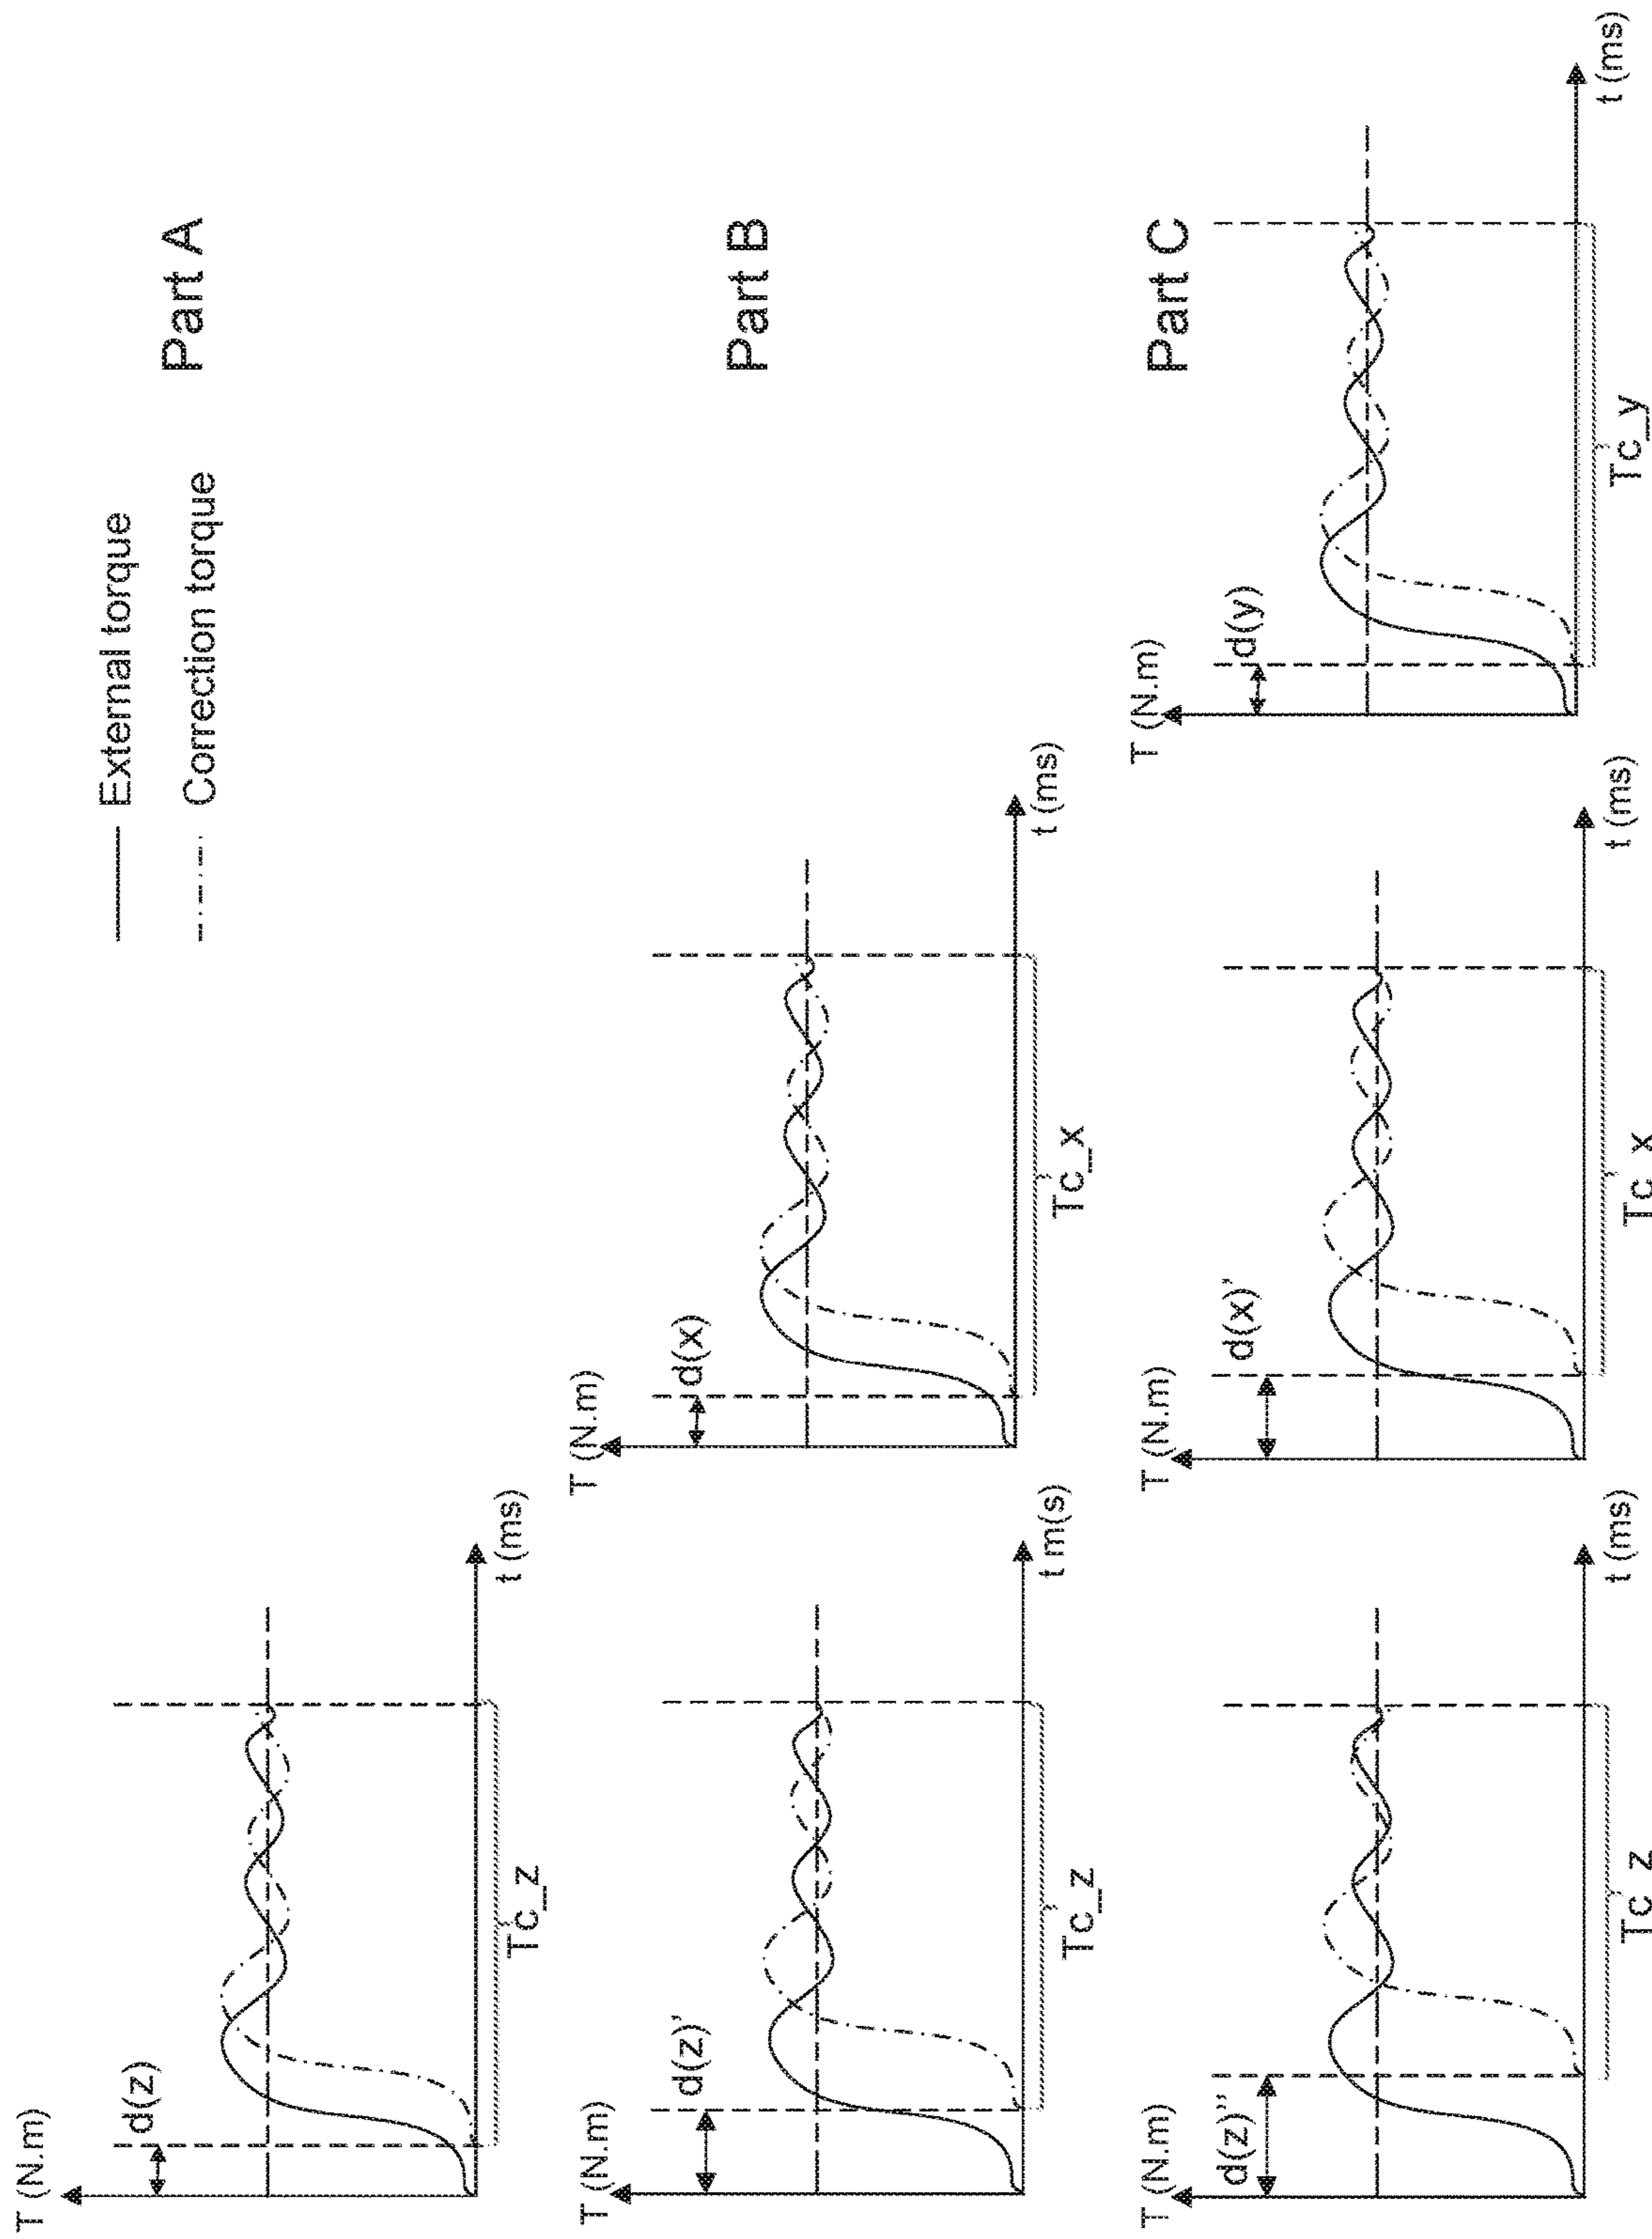 External torque
Correction torque
Part A
T (N.m)
d(z)
t (ms)
Tc_z
Part B
T (N.m)
d(z)'
t m(s)
Tc_z
T (N.m)
d(x)
t (ms)
Tc_x
Part C
T (N.m)
d(z)''
t (ms)
Tc_z
T (N.m)
d(x)'
t (ms)
Tc_x
T (N.m)
d(y)
t (ms)
Tc_y